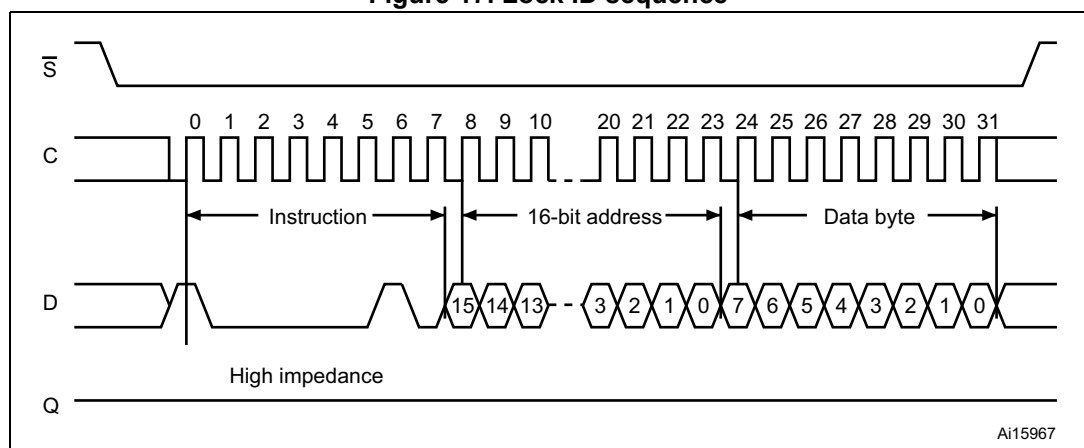 S
0 1 2 3 4 5 6 7 8 9 10 20 21 22 23 24 25 26 27 28 29 30 31
C
Instruction 16-bit address Data byte
D 15 14 13 3 2 1 0 7 6 5 4 3 2 1 0
High impedance
Q
Ai15967